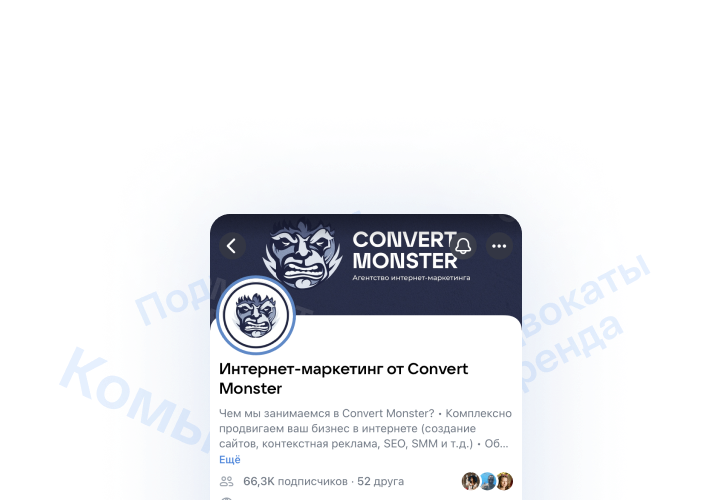 CONVERT
MONSTER
Агентство интернет-маркетинга
Интернет-маркетинг от Convert
Monster
Чем мы занимаемся в Convert Monster? • Комплексно
продвигаем ваш бизнес в интернете (создание
сайтов, контекстная реклама, SEO, SMM и т.д.) • Об...
Ещё
66,3K подписчиков · 52 друга